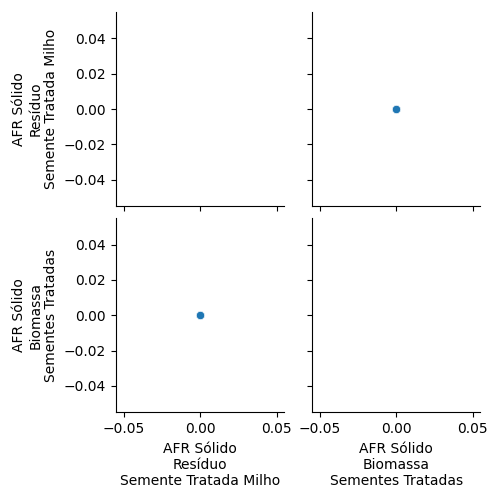 AFR Sólido
Resíduo
Semente Tratada Milho
0.04
0.02
0.00
−0.02
−0.04
AFR Sólido
Biomassa
Sementes Tratadas
0.04
0.02
0.00
−0.02
−0.04
−0.05 0.00 0.05
AFR Sólido
Resíduo
Semente Tratada Milho
−0.05 0.00 0.05
AFR Sólido
Biomassa
Sementes Tratadas